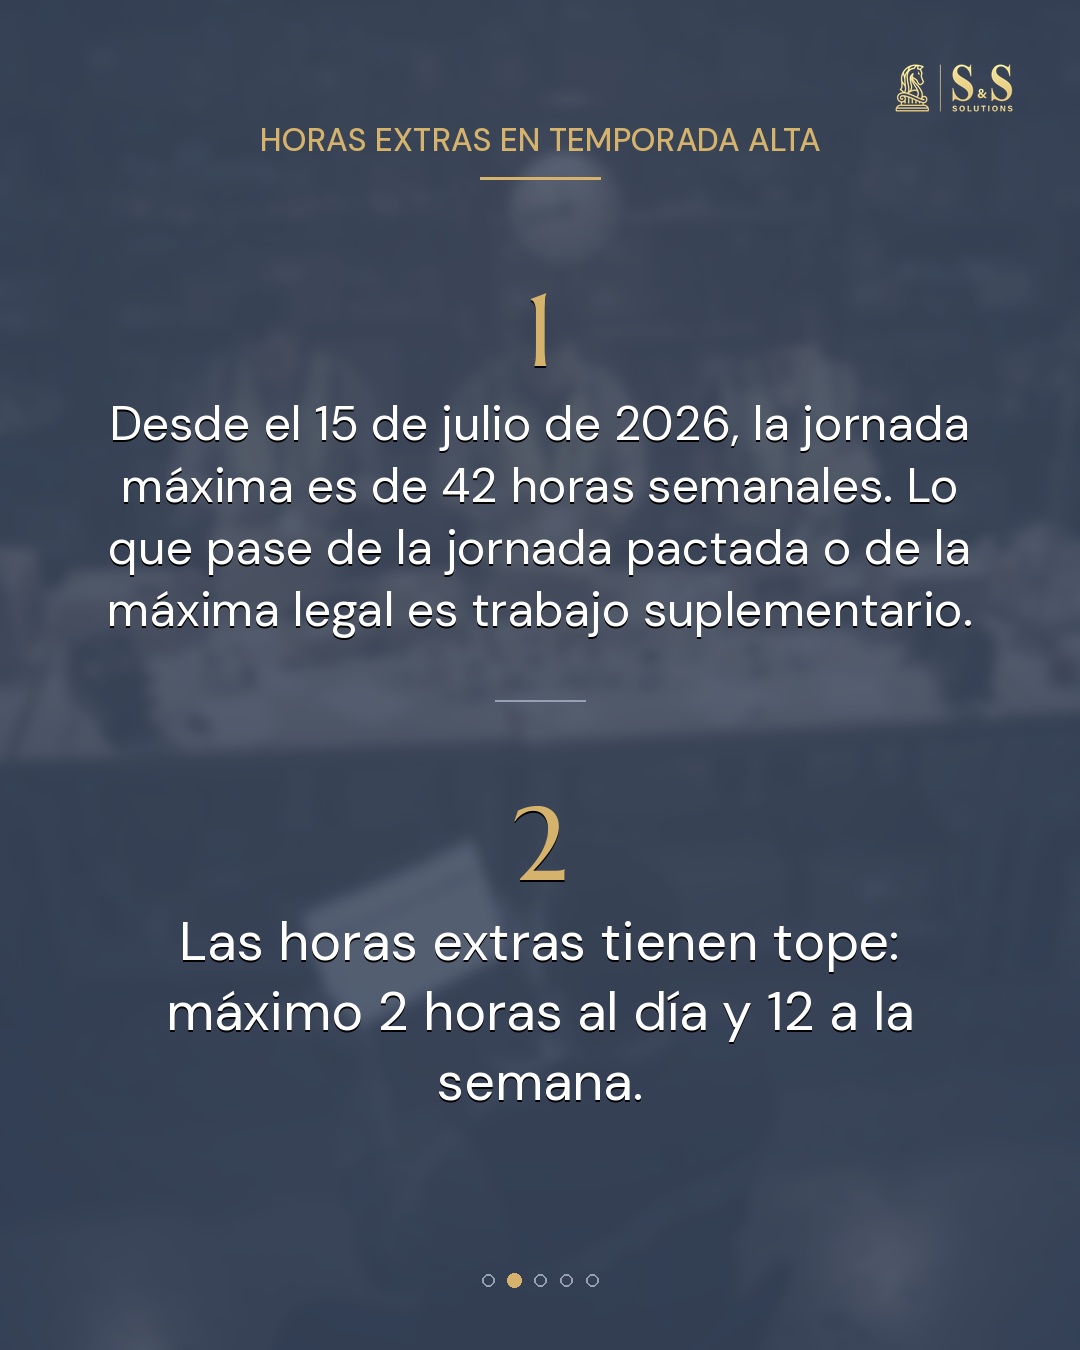 S&S
SOLUTIONS
HORAS EXTRAS EN TEMPORADA ALTA
1
Desde el 15 de julio de 2026, la jornada
máxima es de 42 horas semanales. Lo
que pase de la jornada pactada o de la
máxima legal es trabajo suplementario.
2
Las horas extras tienen tope:
máximo 2 horas al día y 12 a la
semana.